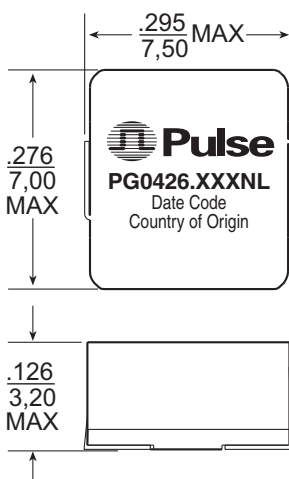 .295
7,50 MAX
.276
7,00
MAX
Pulse
PG0426.XXXNL
Date Code
Country of Origin
.126
3,20
MAX